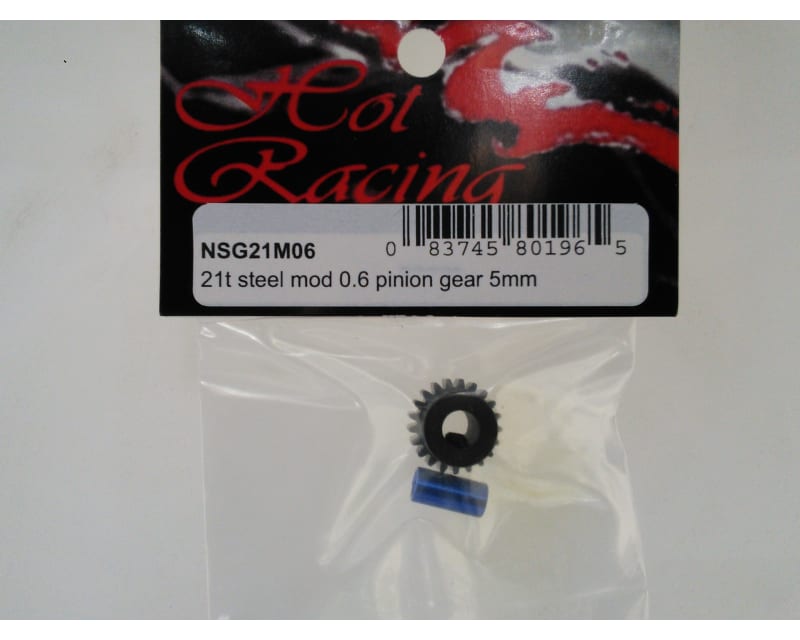 Hot
Racing
NSG21M06
0 83745 80196 5
21t steel mod 0.6 pinion gear 5mm